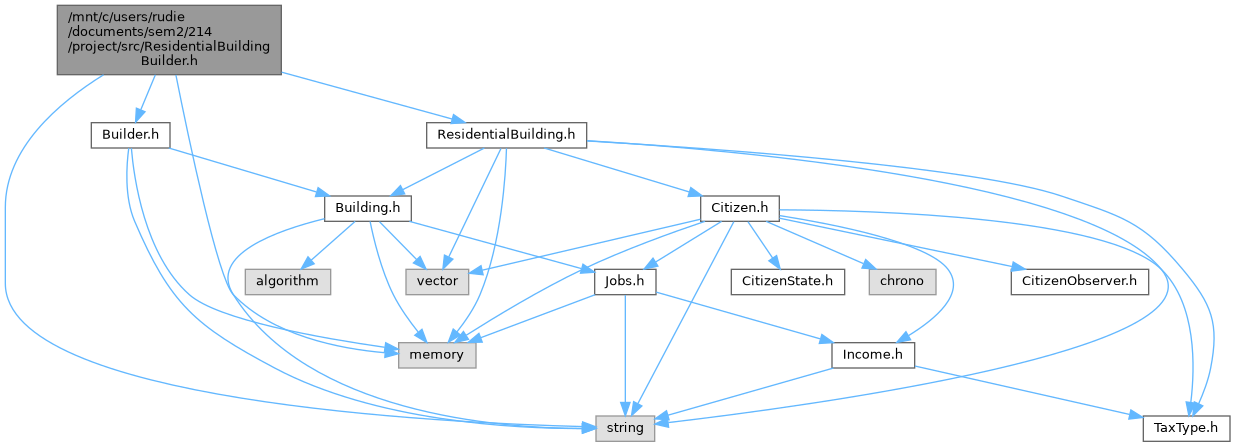 /mnt/c/users/rudie
/documents/sem2/214
/project/src/ResidentialBuilding
Builder.h
Builder.h
ResidentialBuilding.h
Building.h
Citizen.h
algorithm
vector
Jobs.h
CitizenState.h
chrono
CitizenObserver.h
memory
Income.h
string
TaxType.h